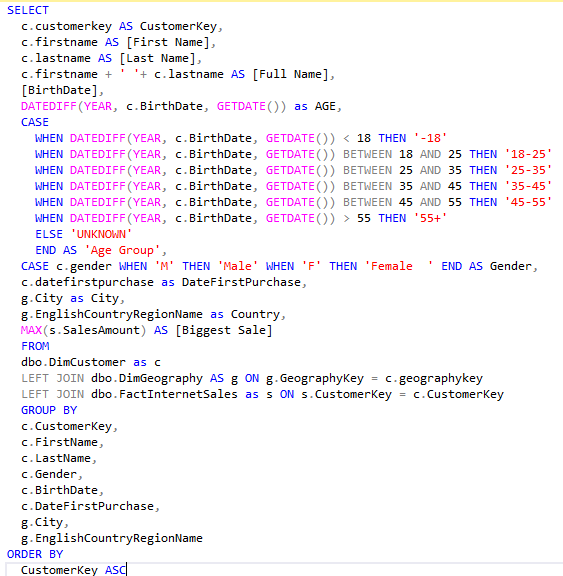 SELECT
c.customerkey AS CustomerKey,
c.firstname AS [First Name],
c.lastname AS [Last Name],
c.firstname + ' '+ c.lastname AS [Full Name],
[BirthDate],
DATEDIFF(YEAR, c.BirthDate, GETDATE()) as AGE,
CASE
WHEN DATEDIFF(YEAR, c.BirthDate, GETDATE()) < 18 THEN '-18'
WHEN DATEDIFF(YEAR, c.BirthDate, GETDATE()) BETWEEN 18 AND 25 THEN '18-25'
WHEN DATEDIFF(YEAR, c.BirthDate, GETDATE()) BETWEEN 25 AND 35 THEN '25-35'
WHEN DATEDIFF(YEAR, c.BirthDate, GETDATE()) BETWEEN 35 AND 45 THEN '35-45'
WHEN DATEDIFF(YEAR, c.BirthDate, GETDATE()) BETWEEN 45 AND 55 THEN '45-55'
WHEN DATEDIFF(YEAR, c.BirthDate, GETDATE()) > 55 THEN '55+'
ELSE 'UNKNOWN'
END AS 'Age Group',
CASE c.gender WHEN 'M' THEN 'Male' WHEN 'F' THEN 'Female  ' END AS Gender,
c.datefirstpurchase as DateFirstPurchase,
g.City as City,
g.EnglishCountryRegionName as Country,
MAX(s.SalesAmount) AS [Biggest Sale]
FROM
dbo.DimCustomer as c
LEFT JOIN dbo.DimGeography AS g ON g.GeographyKey = c.geographykey
LEFT JOIN dbo.FactInternetSales as s ON s.CustomerKey = c.CustomerKey
GROUP BY
c.CustomerKey,
c.FirstName,
c.LastName,
c.Gender,
c.BirthDate,
c.DateFirstPurchase,
g.City,
g.EnglishCountryRegionName
ORDER BY
CustomerKey ASC